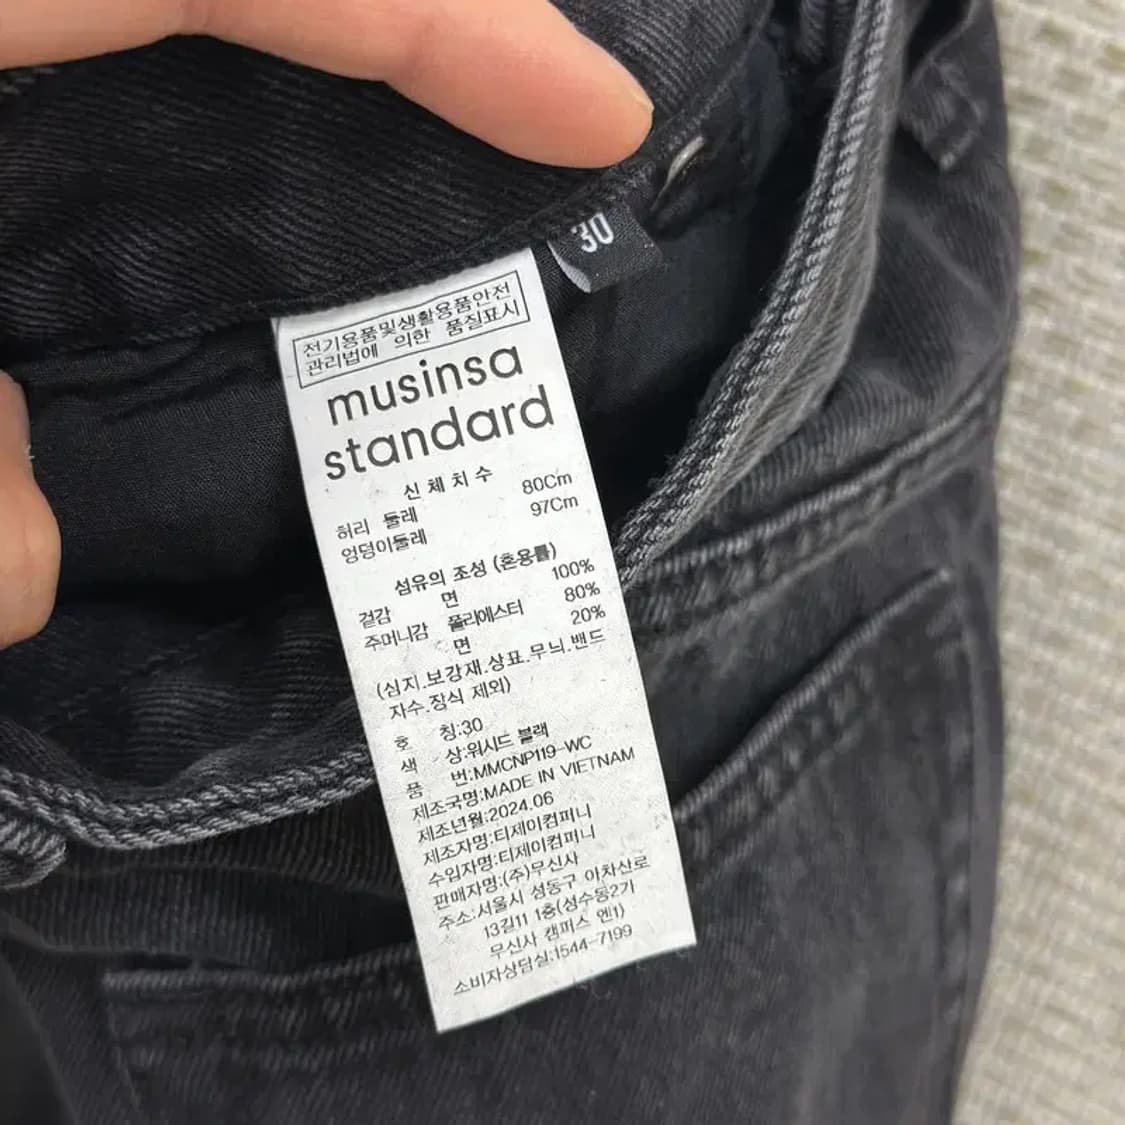 30
전기용품및생활용품안전
관리법에 의한 품질표시
musinsa
standard
신체치수
허리 둘레 80Cm
엉덩이둘레 97Cm
섬유의 조성 (혼용률)
겉감 면 100%
주머니감 폴리에스터 80%
면 20%
(심지.보강재.상표.무늬.밴드
자수.장식 제외)
호 칭:30
색 상:워시드 블랙
품 번:MMCNP119-WC
제조국명:MADE IN VIETNAM
제조년월:2024.06
제조자명:티제이컴퍼니
수입자명:티제이컴퍼니
판매자명:(주)무신사
주소:서울시 성동구 아차산로
13길11 1층(성수동2가
무신사 캠퍼스 엔1)
소비자상담실:1544-7199